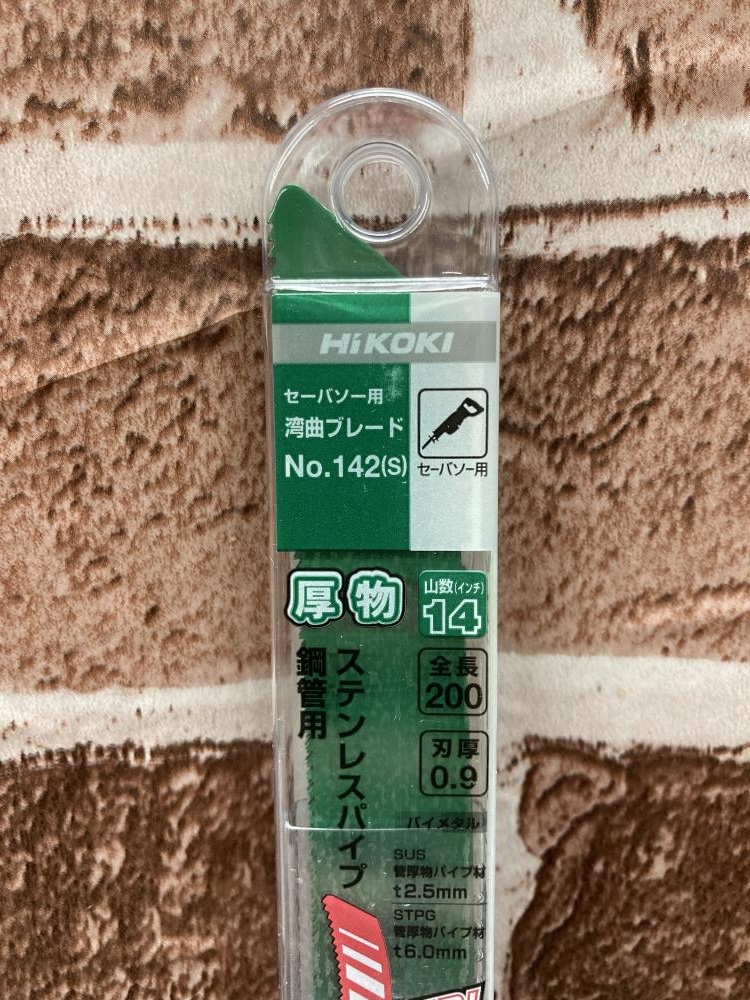 HiKOKI
セーバソー用
湾曲ブレード
No.142(S)
セーバソー用
厚物
山数(インチ)
14
ステンレスパイプ
鋼管用
全長
200
刃厚
0.9
バイメタル
SUS
管厚物パイプ材
t2.5mm
STPG
管厚物パイプ材
t6.0mm